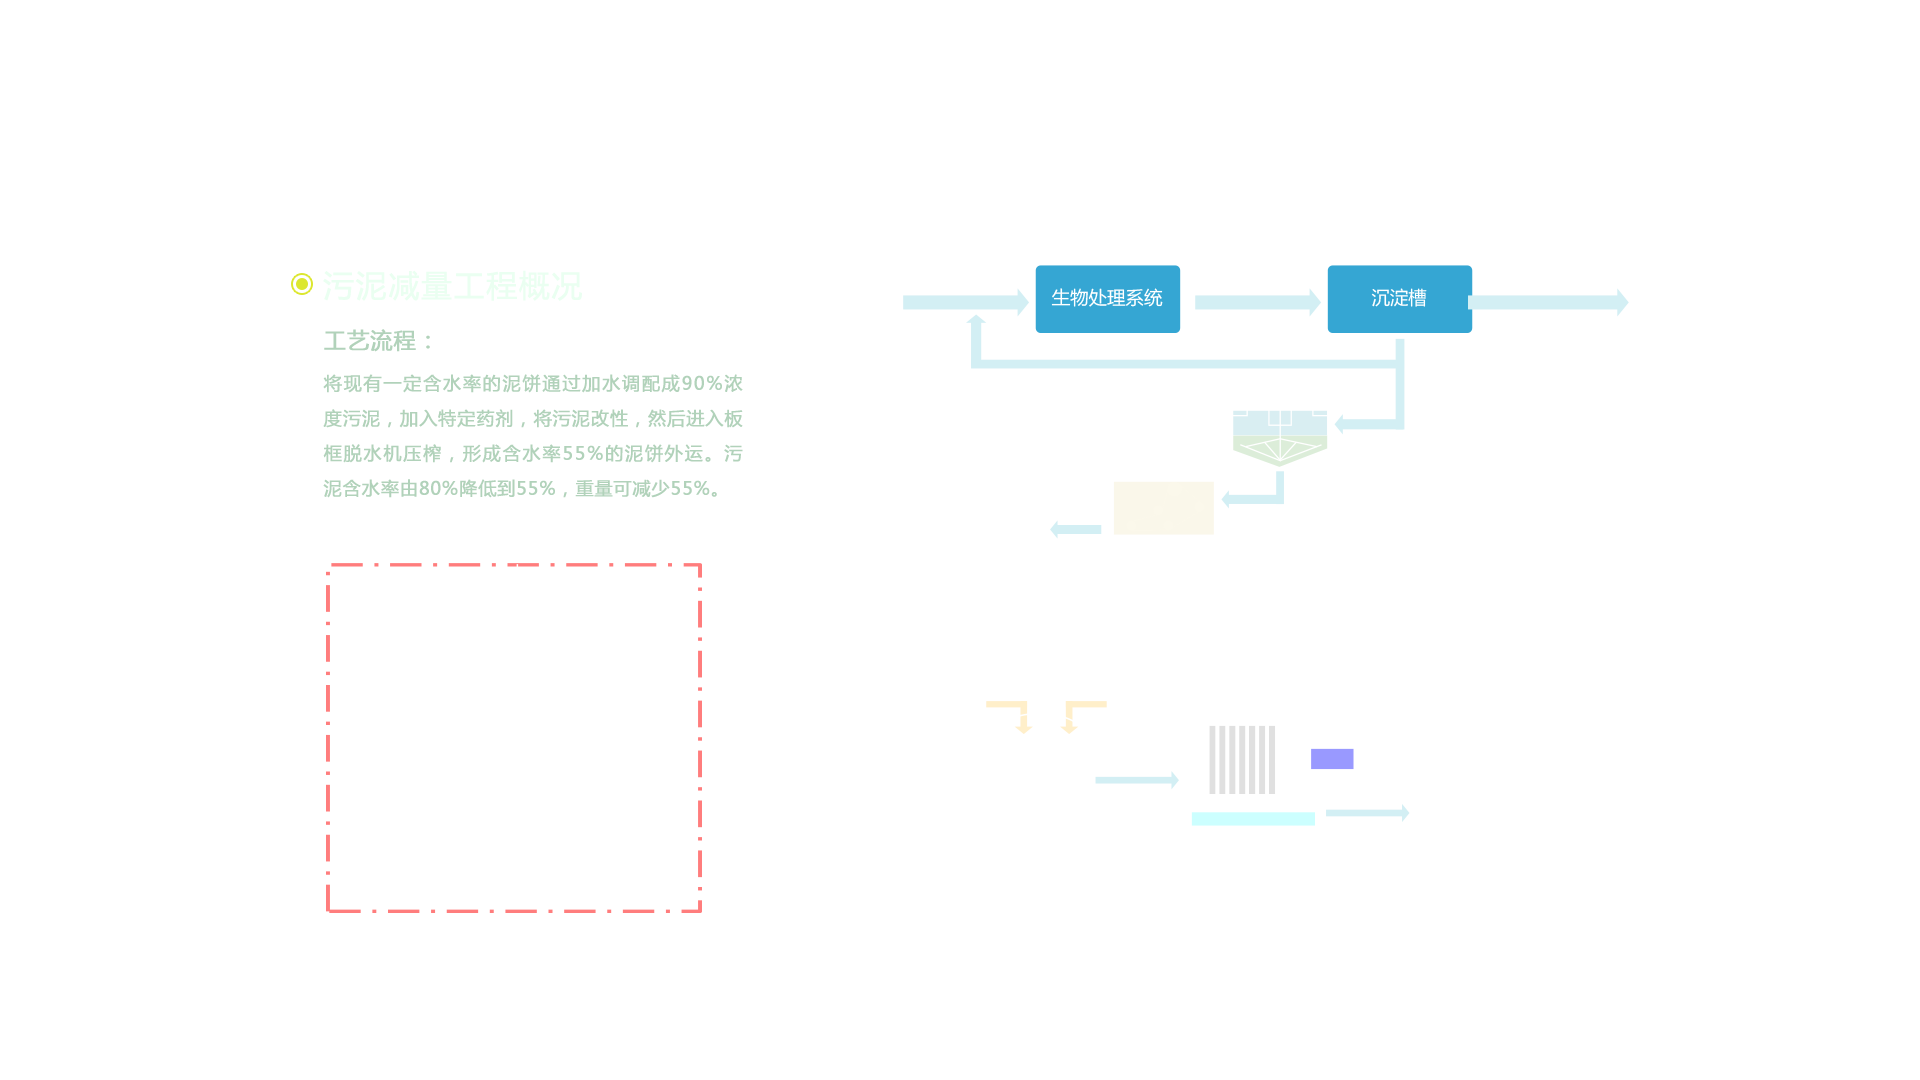 污泥减量工程概况
工艺流程：
将现有一定含水率的泥饼通过加水调配成90%浓
度污泥，加入特定药剂，将污泥改性，然后进入板
框脱水机压榨，形成含水率55%的泥饼外运。污
泥含水率由80%降低到55%，重量可减少55%。
生物处理系统
沉淀槽